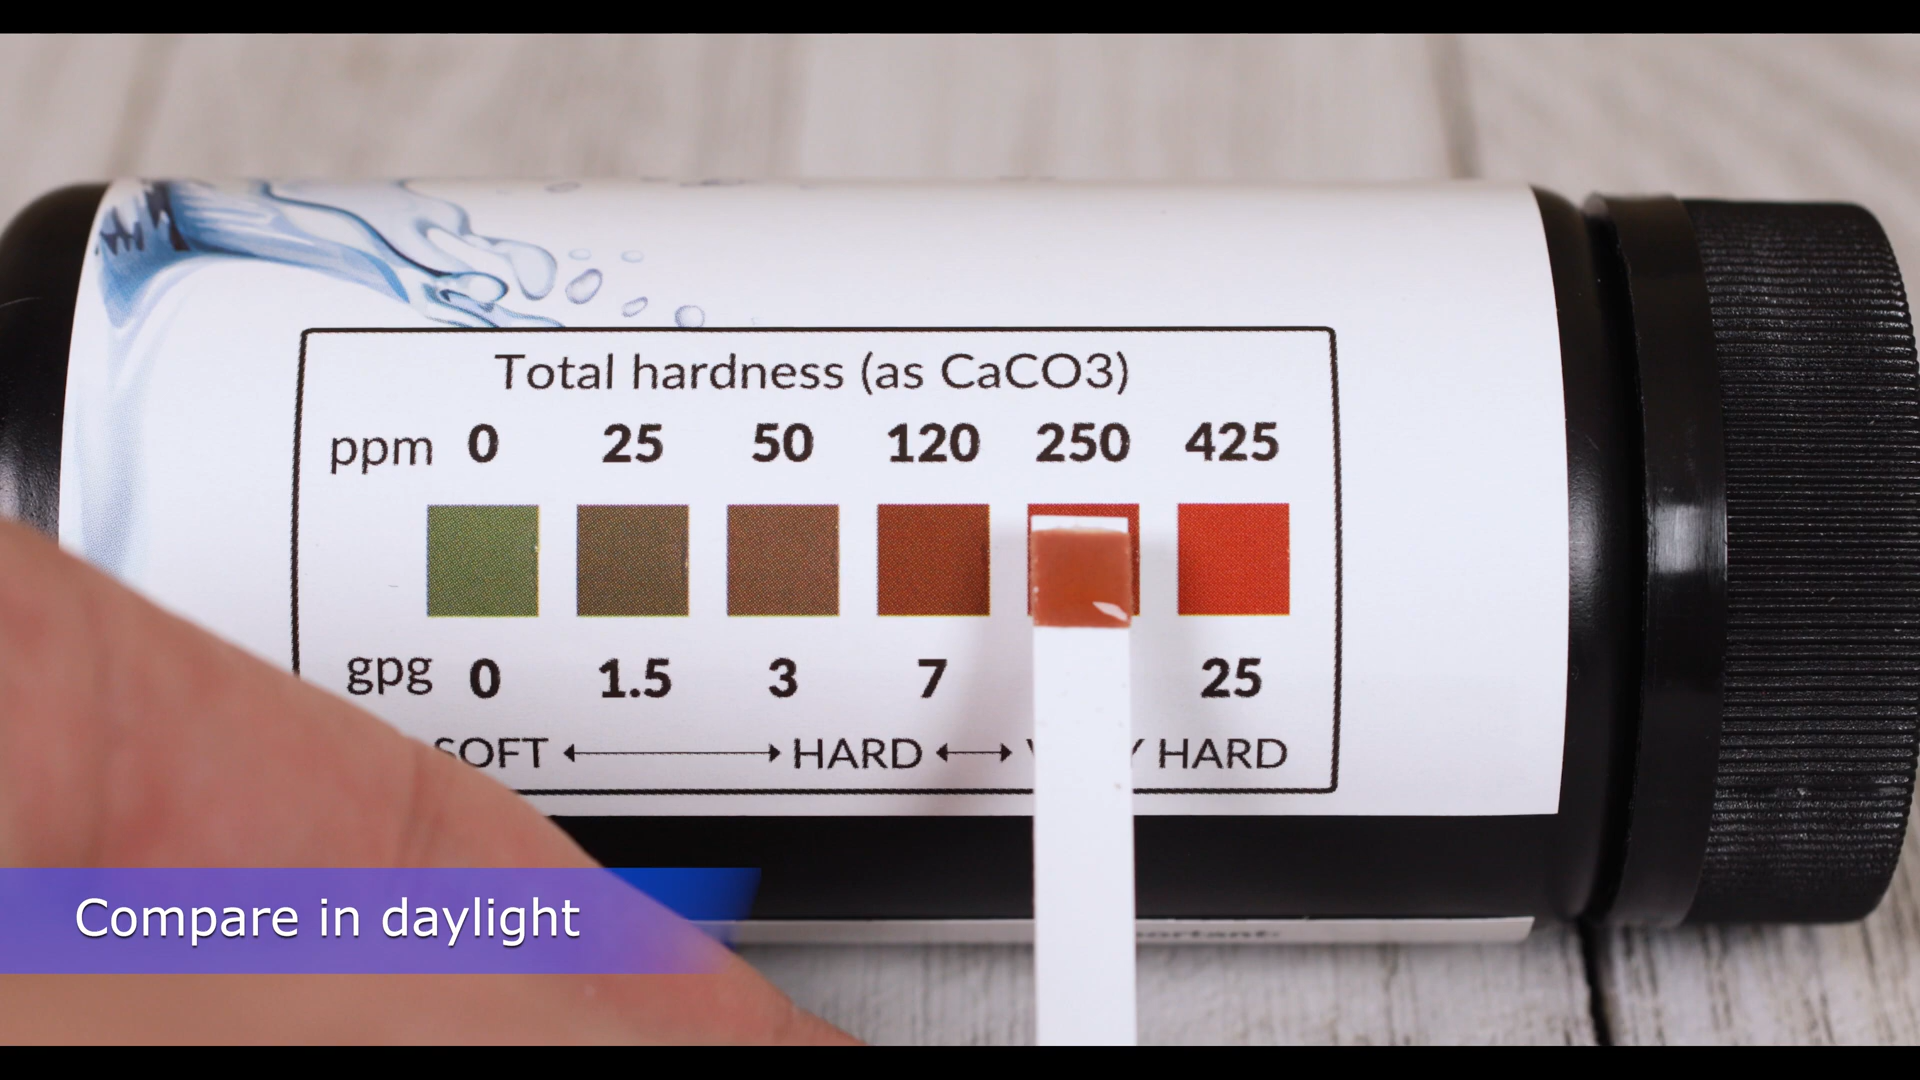 Total hardness (as CaCO3)
ppm 0 25 50 120 250 425
gpg 0 1.5 3 7 25
SOFT HARD HARD
Compare in daylight